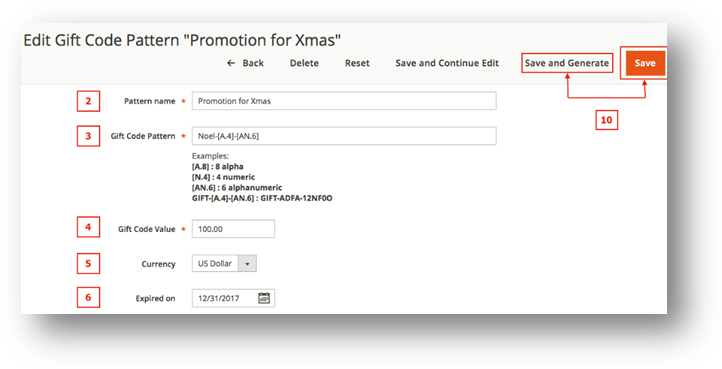 Edit Gift Code Pattern "Promotion for Xmas"
← Back Delete Reset Save and Continue Edit Save and Generate Save
10
2 Pattern name * Promotion for Xmas
3 Gift Code Pattern * Noel-[A.4]-[AN.6]
Examples:
[A.8] : 8 alpha
[N.4] : 4 numeric
[AN.6] : 6 alphanumeric
GIFT-[A.4]-[AN.6] : GIFT-ADFA-12NF0O
4 Gift Code Value * 100.00
5 Currency US Dollar
6 Expired on 12/31/2017